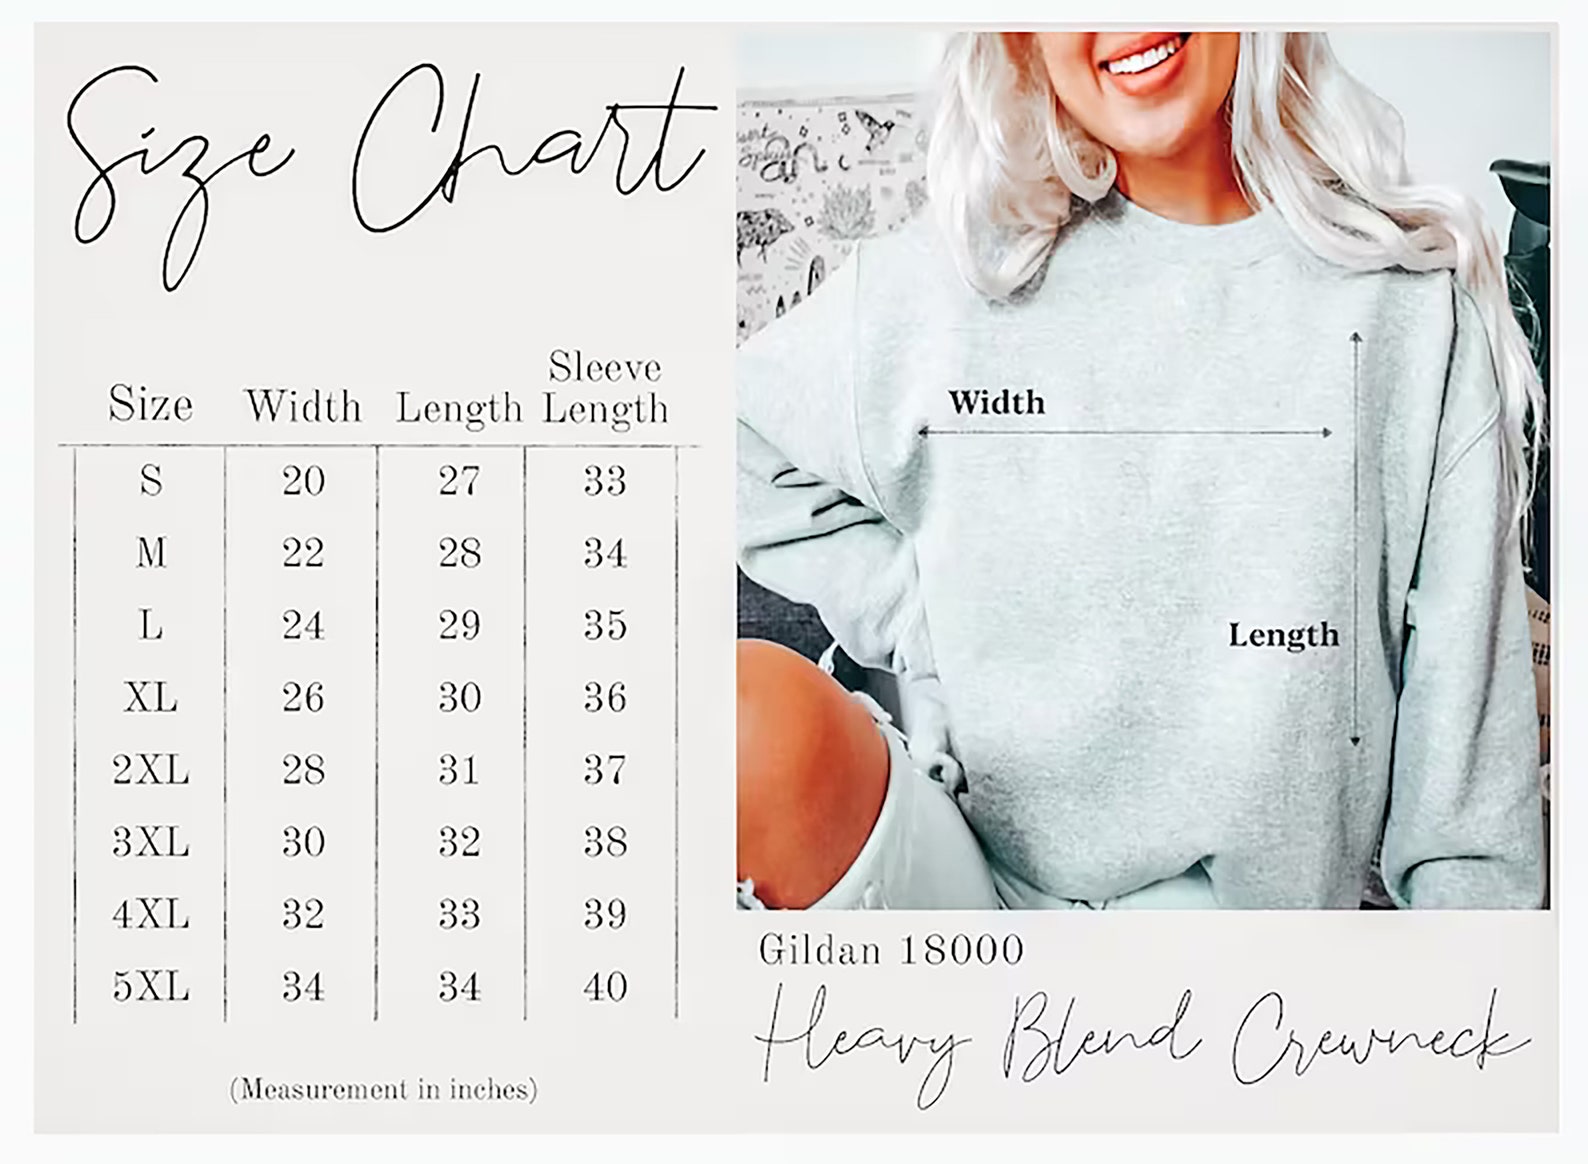 Size Chart
Size Width Length Sleeve Length
S 20 27 33
M 22 28 34
L 24 29 35
XL 26 30 36
2XL 28 31 37
3XL 30 32 38
4XL 32 33 39
5XL 34 34 40
(Measurement in inches)
Width
Length
Gildan 18000
Heavy Blend Crewneck